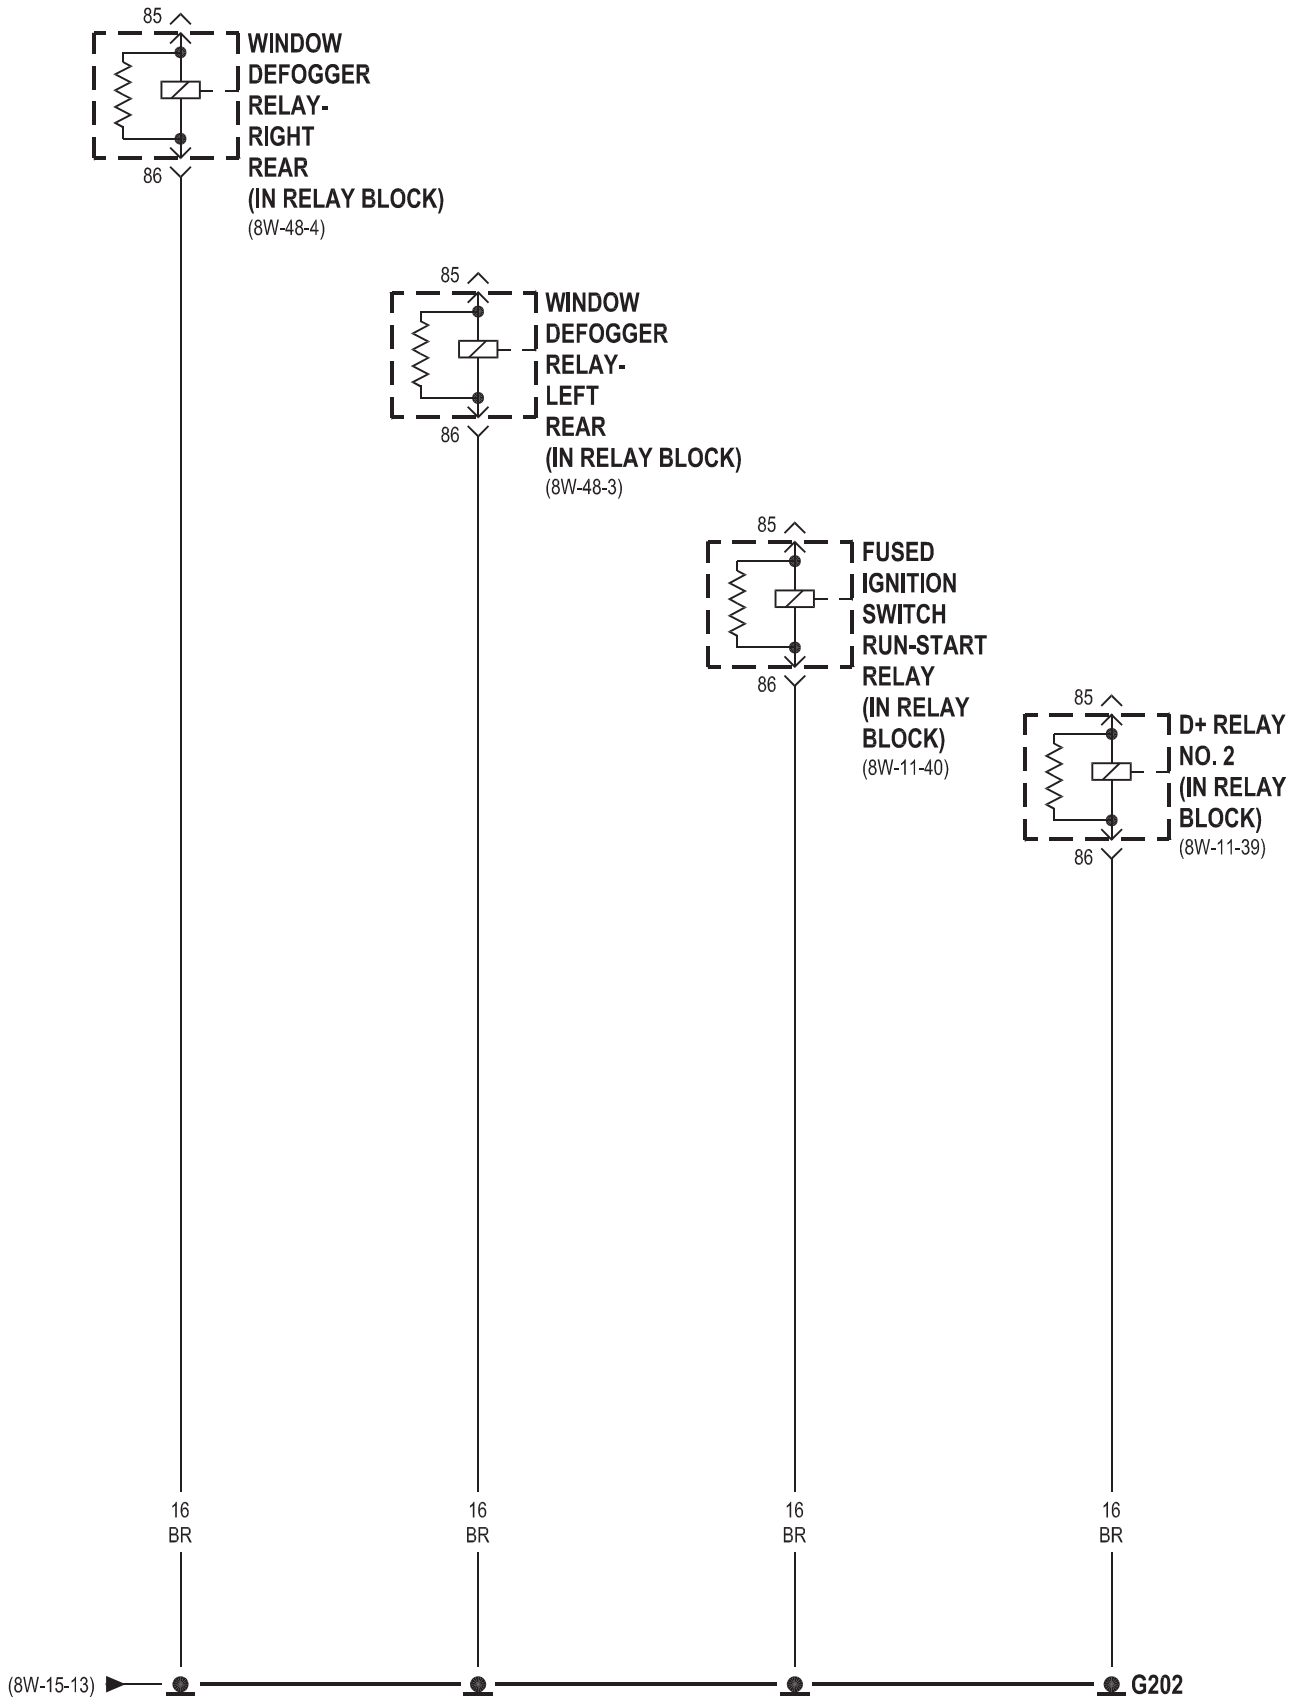 85
WINDOW
DEFOGGER
RELAY-
RIGHT
REAR
(IN RELAY BLOCK)
(8W-48-4)
86
85
WINDOW
DEFOGGER
RELAY-
LEFT
REAR
(IN RELAY BLOCK)
(8W-48-3)
86
85
FUSED
IGNITION
SWITCH
RUN-START
RELAY
(IN RELAY
BLOCK)
(8W-11-40)
86
85
D+ RELAY
NO. 2
(IN RELAY
BLOCK)
(8W-11-39)
86
16
BR
16
BR
16
BR
16
BR
(8W-15-13)
G202